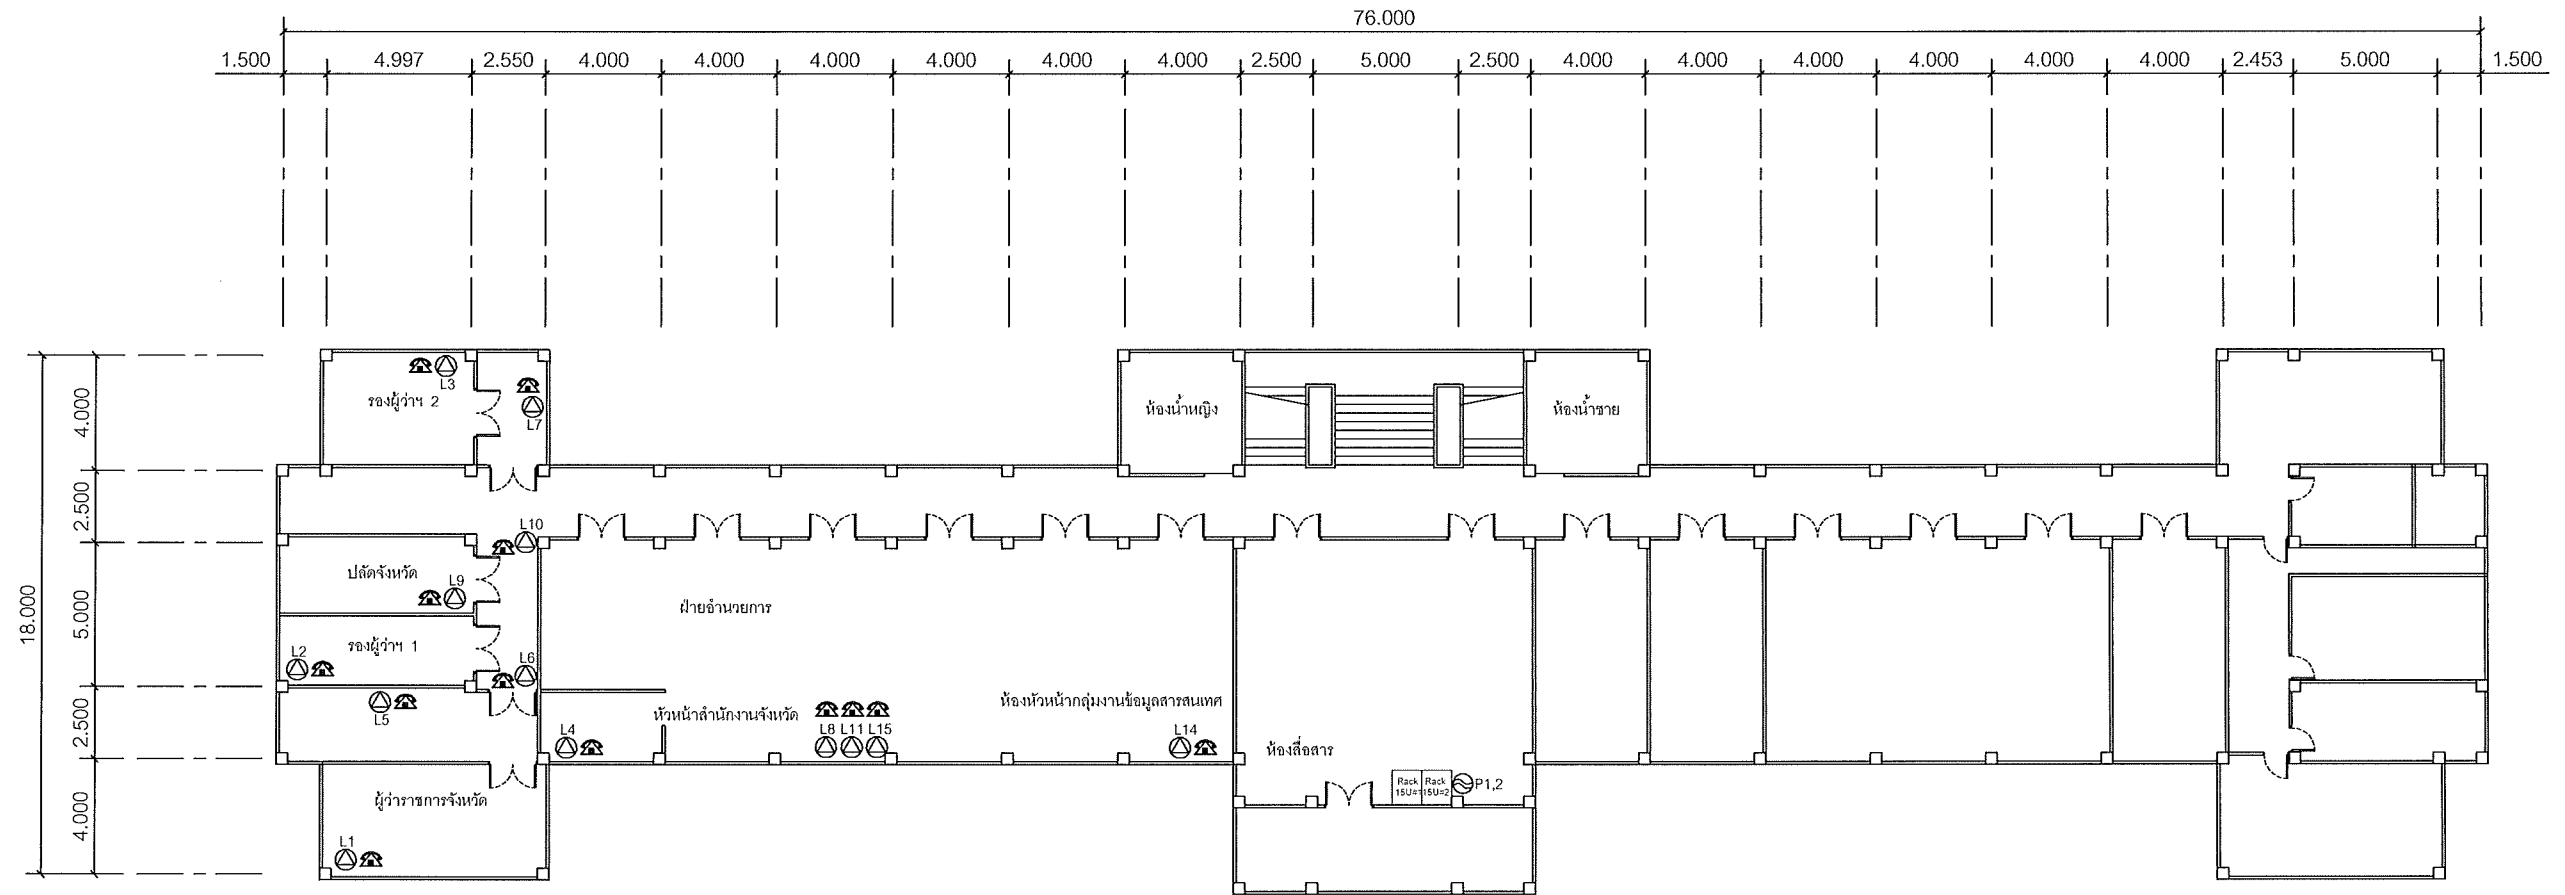 76.000
1.500 4.997 2.550 4.000 4.000 4.000 4.000 4.000 4.000 2.500 5.000 2.500 4.000 4.000 4.000 4.000 4.000 4.000 2.453 5.000 1.500
18.000
4.000
2.500
5.000
2.500
4.000
L3
รองผู้ว่าฯ 2
L7
ห้องน้ำหญิง
ห้องน้ำชาย
L10
ปลัดจังหวัด
L9
ฝ่ายอำนวยการ
รองผู้ว่าฯ 1
L2
L6
L5
หัวหน้าสำนักงานจังหวัด
ห้องหัวหน้ากลุ่มงานข้อมูลสารสนเทศ
L4
L8 L11 L15
L14
ห้องสื่อสาร
Rack Rack
15U#1 15U=2
P1,2
ผู้ว่าราชการจังหวัด
L1